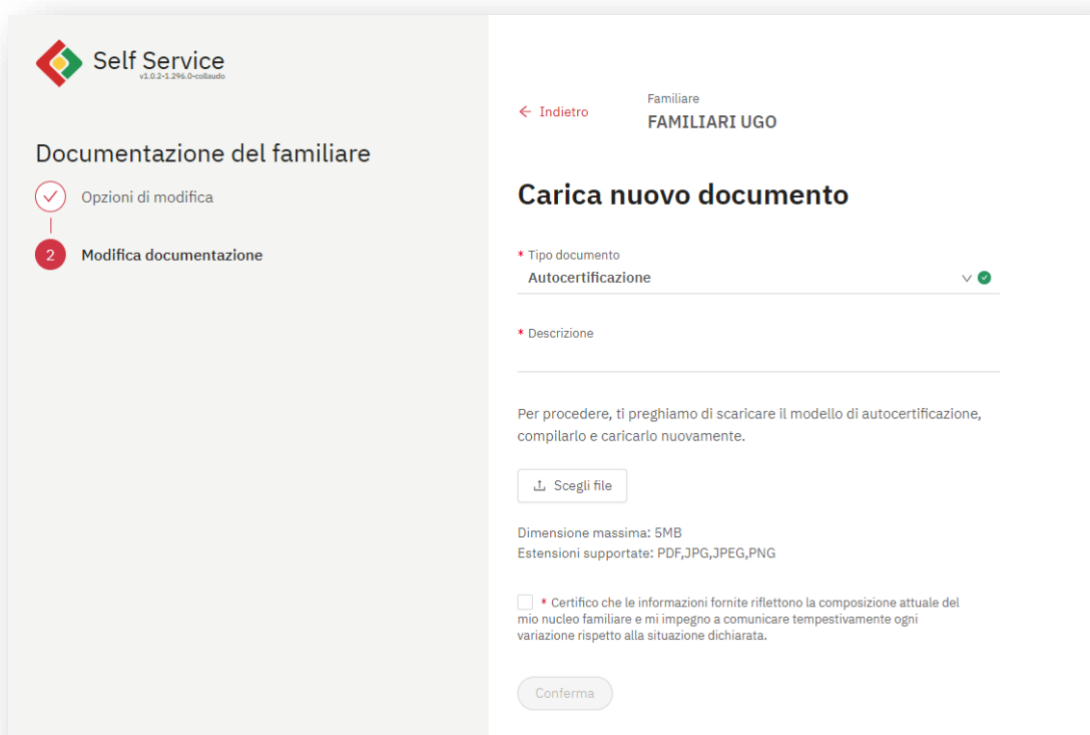 Self Service
v1.0.2-1.296.0-collaudo
Documentazione del familiare
Opzioni di modifica
2 Modifica documentazione
← Indietro
Familiare
FAMILIARI UGO
Carica nuovo documento
* Tipo documento
Autocertificazione
* Descrizione
Per procedere, ti preghiamo di scaricare il modello di autocertificazione,
compilarlo e caricarlo nuovamente.
Scegli file
Dimensione massima: 5MB
Estensioni supportate: PDF,JPG,JPEG,PNG
* Certifico che le informazioni fornite riflettono la composizione attuale del
mio nucleo familiare e mi impegno a comunicare tempestivamente ogni
variazione rispetto alla situazione dichiarata.
Conferma